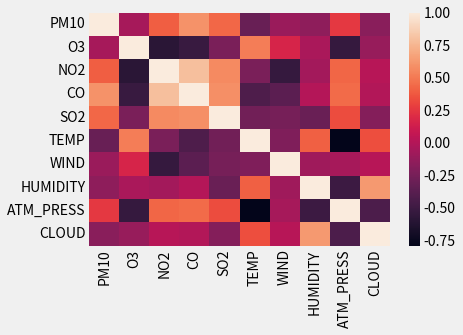 PM10
O3
NO2
CO
SO2
TEMP
WIND
HUMIDITY
ATM_PRESS
CLOUD
PM10
O3
NO2
CO
SO2
TEMP
WIND
HUMIDITY
ATM_PRESS
CLOUD
1.00
0.75
0.50
0.25
0.00
-0.25
-0.50
-0.75